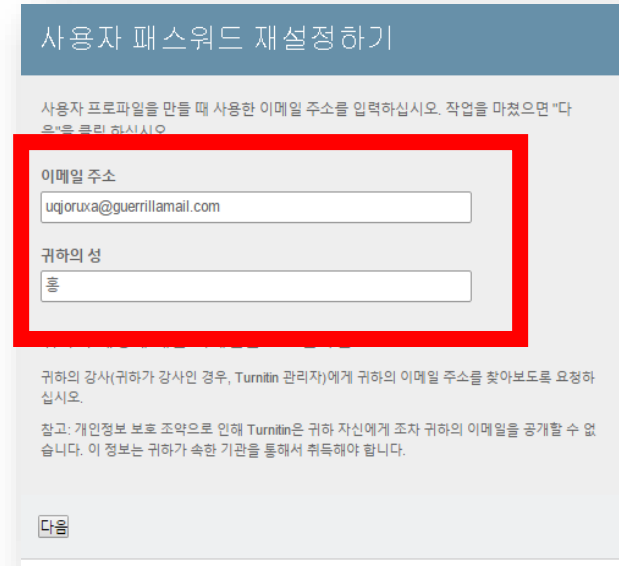 사용자 패스워드 재설정하기
사용자 프로파일을 만들 때 사용한 이메일 주소를 입력하십시오. 작업을 마쳤으면 "다
음"을 클릭 하십시오
이메일 주소
uqjoruxa@guerrillamail.com
귀하의 성
홍
귀하의 강사(귀하가 강사인 경우, Turnitin 관리자)에게 귀하의 이메일 주소를 찾아보도록 요청하
십시오.
참고: 개인정보 보호 조약으로 인해 Turnitin은 귀하 자신에게 조차 귀하의 이메일을 공개할 수 없
습니다. 이 정보는 귀하가 속한 기관을 통해서 취득해야 합니다.
다음